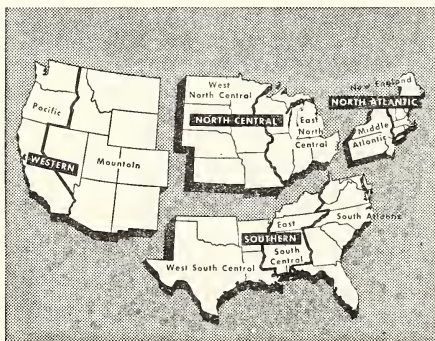 Pacific
WESTERN
Mountain
West
North Central
NORTH CENTRAL
East
North
Central
New England
NORTH ATLANTIC
Middle
Atlantic
South Atlantic
East
SOUTHERN
South
Central
West South Central